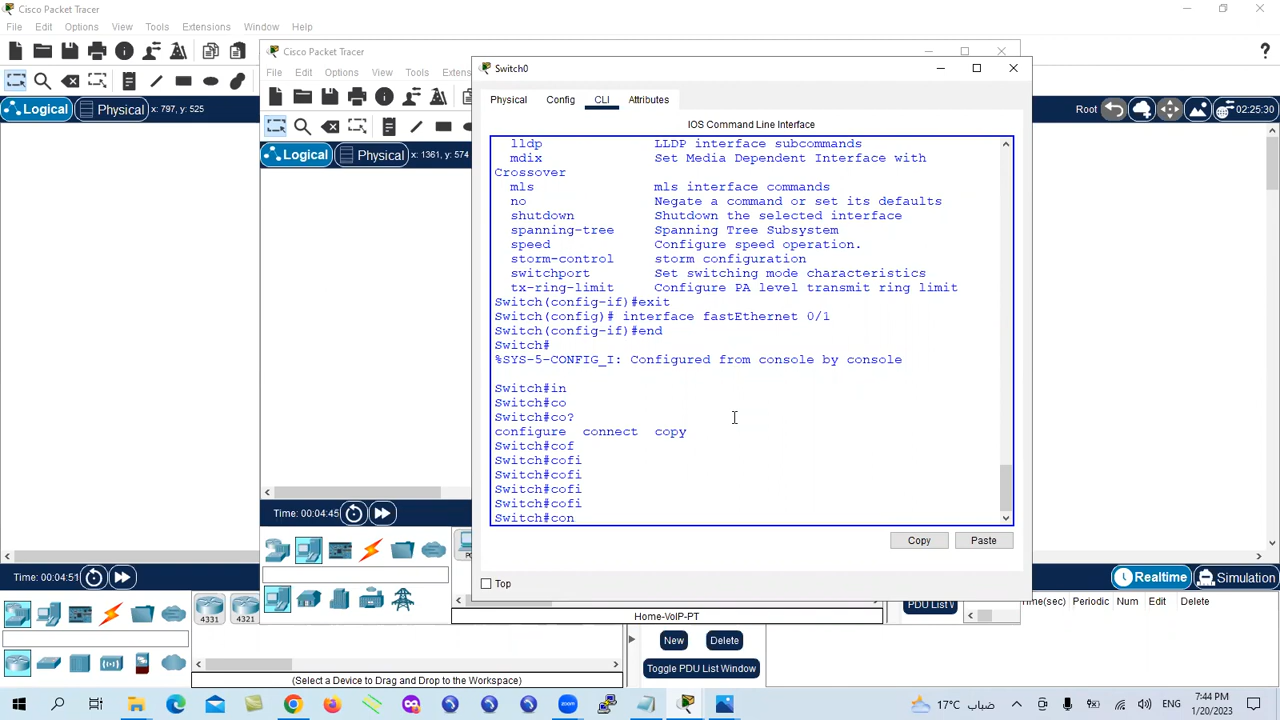 Cisco Packet Tracer
File Edit Options View Tools Extensions Window Help
Logical Physical x: 797, y: 525
Root 02:25:30
Cisco Packet Tracer
File Edit Options View Tools Extens
Logical Physical x: 1361, y: 574
Switch0
Physical Config CLI Attributes
IOS Command Line Interface
lldp LLDP interface subcommands
mdix Set Media Dependent Interface with
Crossover
mls mls interface commands
no Negate a command or set its defaults
shutdown Shutdown the selected interface
spanning-tree Spanning Tree Subsystem
speed Configure speed operation.
storm-control storm configuration
switchport Set switching mode characteristics
tx-ring-limit Configure PA level transmit ring limit
Switch(config-if)#exit
Switch(config)# interface fastEthernet 0/1
Switch(config-if)#end
Switch#
%SYS-5-CONFIG_I: Configured from console by console
Switch#in
Switch#co
Switch#co?
configure connect copy
Switch#cof
Switch#cofi
Switch#cofi
Switch#cofi
Switch#cofi
Switch#con
Copy Paste
Top
Time: 00:04:45
Home-VoIP-PT
Time: 00:04:51
Realtime Simulation
4331 4321
PDU List W
Time(sec) Periodic Num Edit Delete
New Delete
Toggle PDU List Window
(Select a Device to Drag and Drop to the Workspace)
zoom
17°C ضباب
7:44 PM
1/20/2023